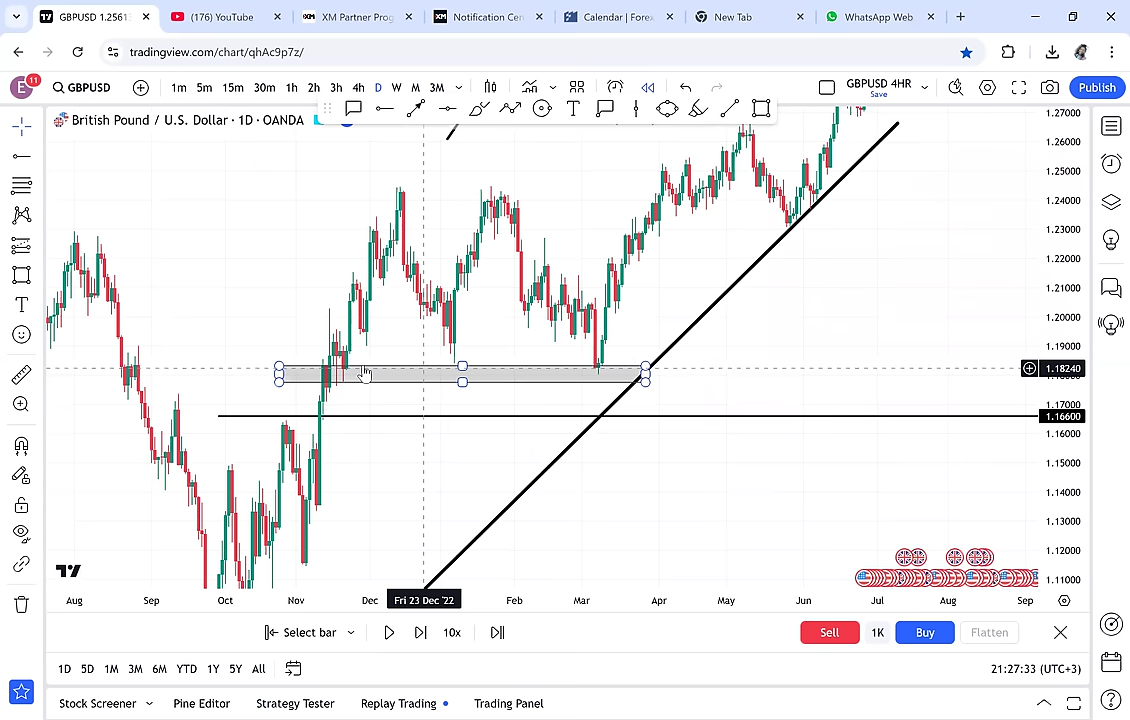 GBPUSD 1.2561
(176) YouTube
XM Partner Prog
Notification Cen
Calendar | Forex
New Tab
WhatsApp Web
tradingview.com/chart/qhAc9p7z/
E 11
GBPUSD
1m 5m 15m 30m 1h 2h 3h 4h D W M 3M
GBPUSD 4HR
Save
Publish
British Pound / U.S. Dollar · 1D · OANDA
1.27000
1.26000
1.25000
1.24000
1.23000
1.22000
1.21000
1.20000
1.19000
1.18240
1.17000
1.16600
1.16000
1.15000
1.14000
1.13000
1.12000
1.11000
Aug Sep Oct Nov Dec Fri 23 Dec '22 Feb Mar Apr May Jun Jul Aug Sep
Select bar 10x Sell 1K Buy Flatten
1D 5D 1M 3M 6M YTD 1Y 5Y All
21:27:33 (UTC+3)
Stock Screener Pine Editor Strategy Tester Replay Trading Trading Panel